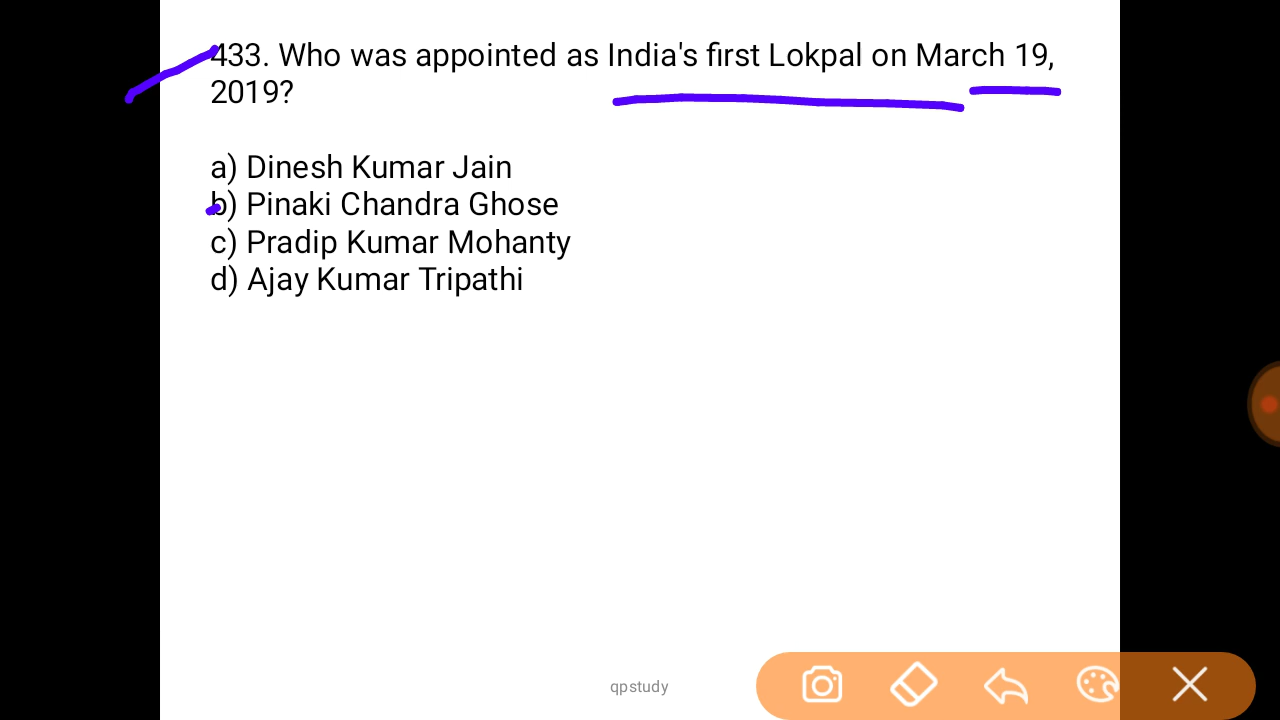 433. Who was appointed as India's first Lokpal on March 19,
2019?
a) Dinesh Kumar Jain
b) Pinaki Chandra Ghose
c) Pradip Kumar Mohanty
d) Ajay Kumar Tripathi
qpstudy